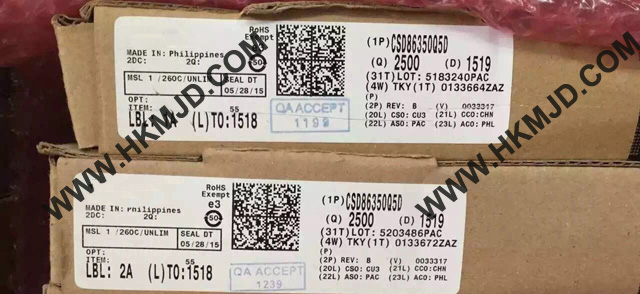 RoHS
Exempt
MADE IN: Philippines
2DC: 2Q:
MSL 1 /260C/UNLIM SEAL DT
05/28/15
OPT:
ITEM: 55
LBL: (L)TO:1518
QA ACCEPT
1199
(1P) CSD86350Q5D
(Q) 2500 (D) 1519
(31T) LOT: 5183240PAC
(4W) TKY(1T) 0133664ZAZ
(P)
(2P) REV: B (V) 0033317
(20L) CSO: CU3 (21L) CCO:CHN
(22L) ASO: PAC (23L) ACO: PHL
WWW.HKMJD.COM
WWW.HKMJD.COM
RoHS
Exempt
e3
MADE IN: Philippines
2DC: 2Q:
MSL 1 /260C/UNLIM SEAL DT
05/28/15
OPT:
ITEM: 55
LBL: 2A (L)TO:1518
QA ACCEPT
1239
(1P) CSD86350Q5D
(Q) 2500 (D) 1519
(31T) LOT: 5203486PAC
(4W) TKY(1T) 0133672ZAZ
(P)
(2P) REV: B (V) 0033317
(20L) CSO: CU3 (21L) CCO:CHN
(22L) ASO: PAC (23L) ACO: PHL
WWW.HKMJD.COM
WWW.HKMJD.COM